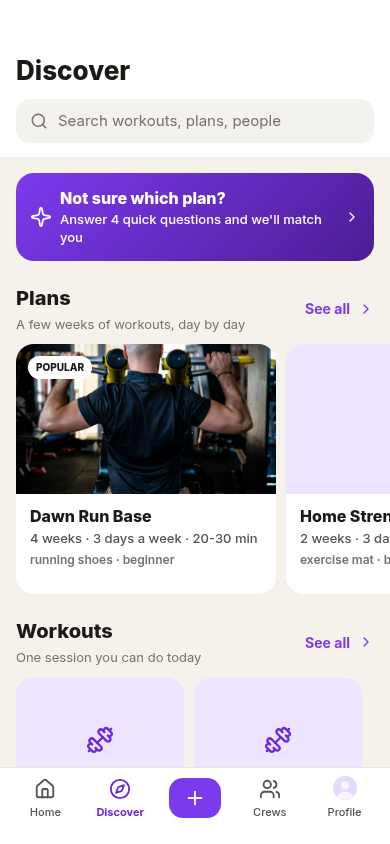 Discover
Search workouts, plans, people
Not sure which plan?
Answer 4 quick questions and we'll match
you
Plans
See all
A few weeks of workouts, day by day
POPULAR
Dawn Run Base
4 weeks · 3 days a week · 20-30 min
running shoes · beginner
Home Stren
2 weeks · 3 da
exercise mat · b
Workouts
See all
One session you can do today
Home
Discover
Crews
Profile